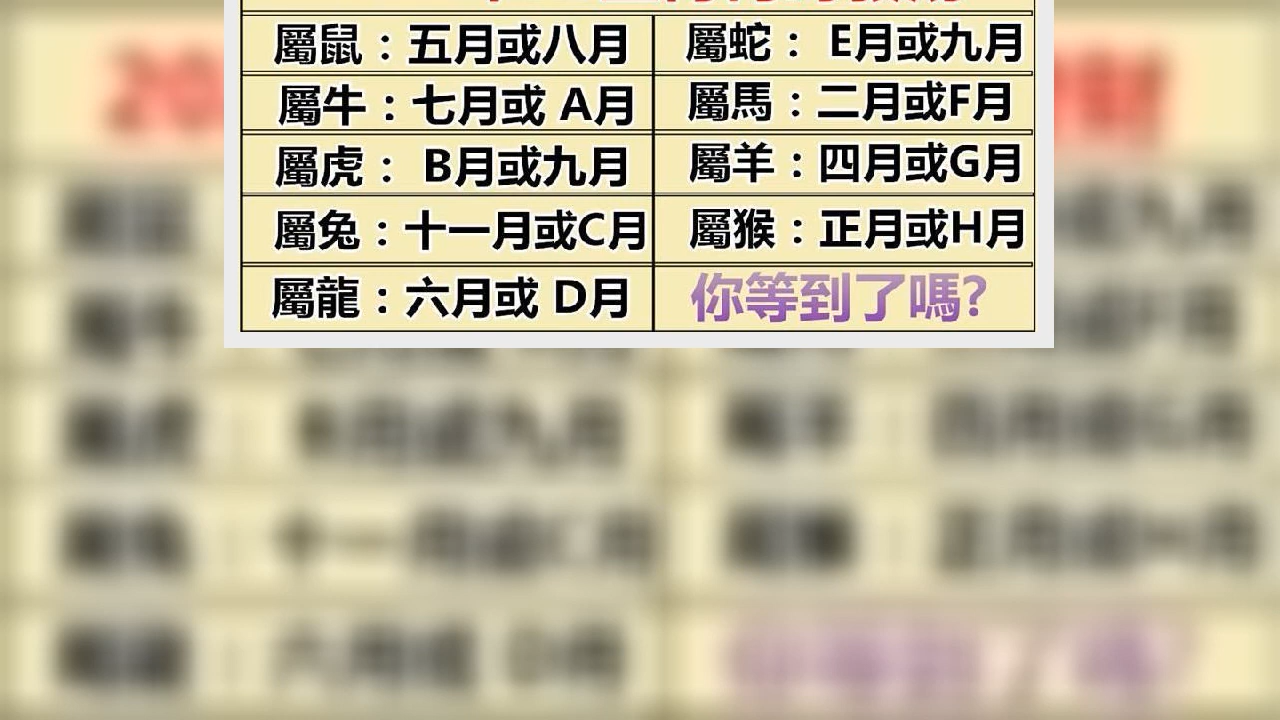 屬鼠：五月或八月 屬蛇： E月或九月
屬牛：七月或 A月 屬馬：二月或F月
屬虎： B月或九月 屬羊：四月或G月
屬兔：十一月或C月 屬猴：正月或H月
屬龍：六月或 D月 你等到了嗎?